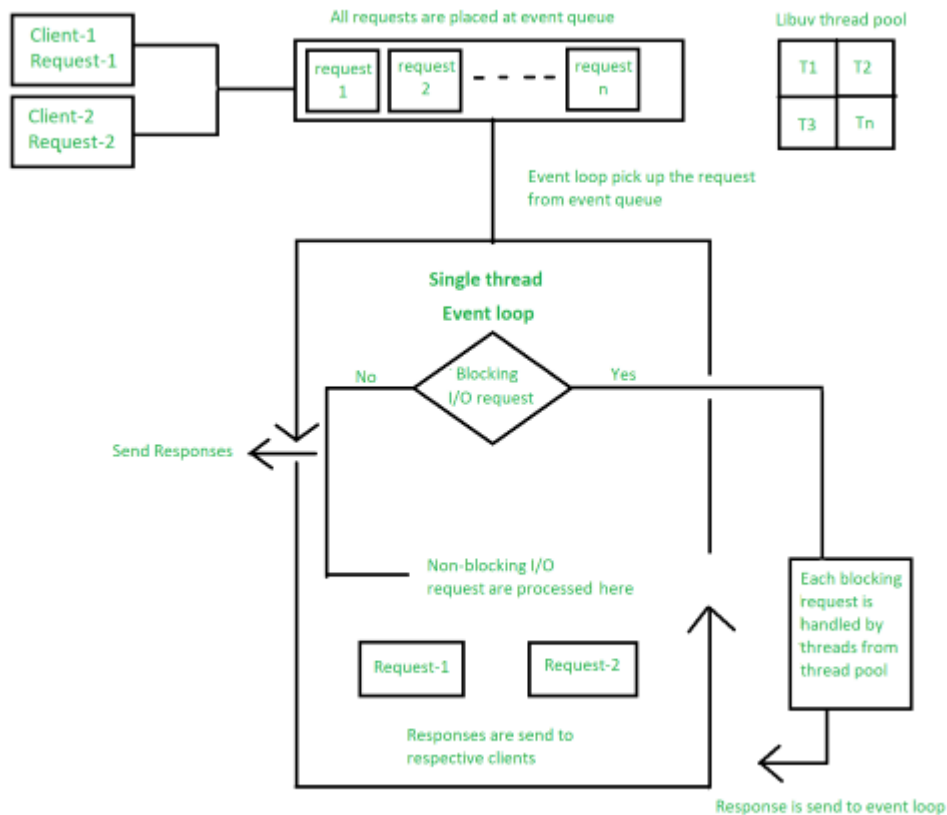 All requests are placed at event queue
Libuv thread pool
Client-1
Request-1
Client-2
Request-2
request
1
request
2
request
n
T1
T2
T3
Tn
Event loop pick up the request
from event queue
Single thread
Event loop
No
Blocking
I/O request
Yes
Send Responses
Non-blocking I/O
request are processed here
Each blocking
request is
handled by
threads from
thread pool
Request-1
Request-2
Responses are send to
respective clients
Response is send to event loop